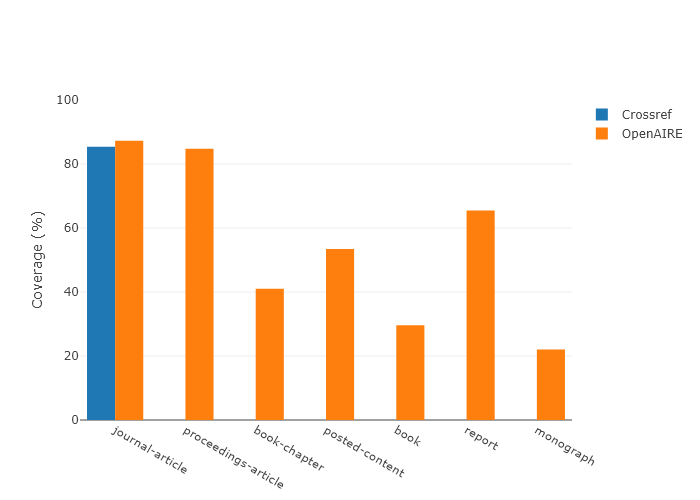 100
80
60
40
20
0
Coverage (%)
Crossref
OpenAIRE
journal-article
proceedings-article
book-chapter
posted-content
book
report
monograph